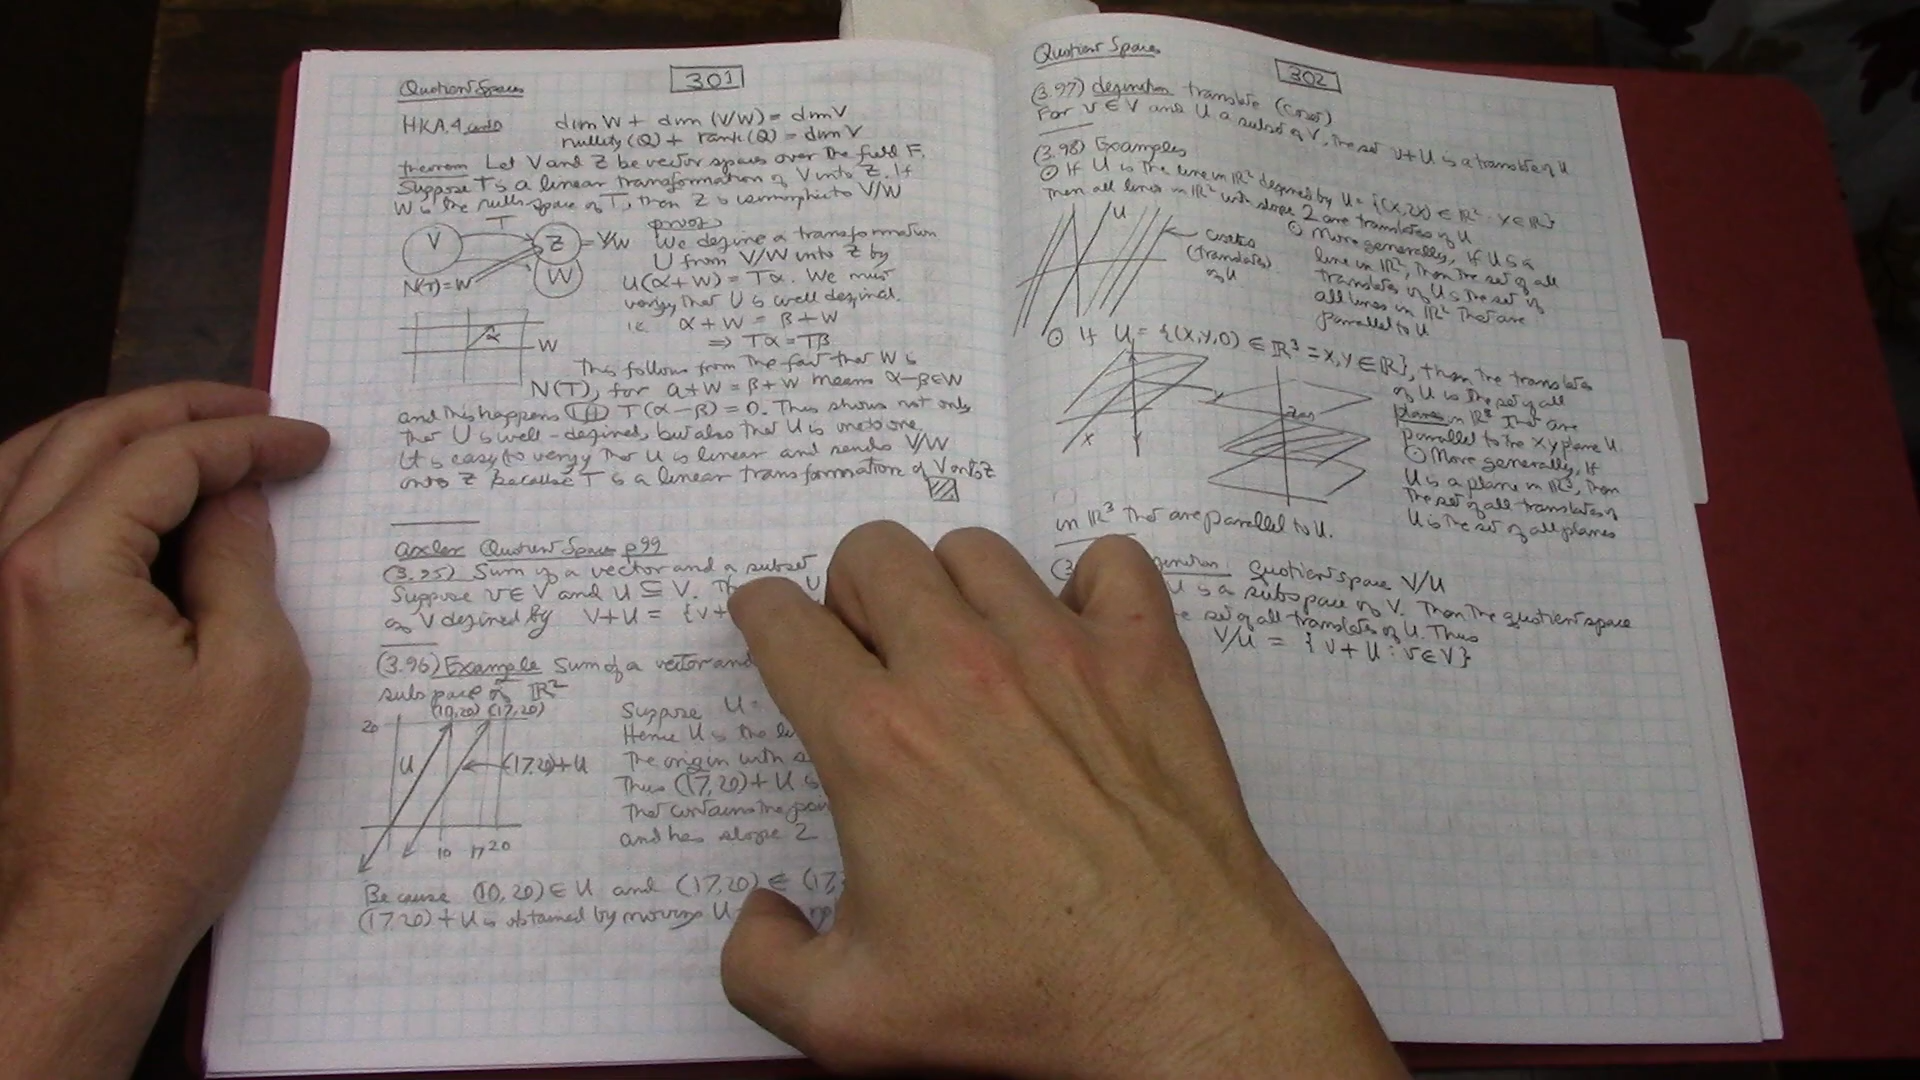 Quotient Spaces
301
HKA.4 cont'd
dim W + dim (V/W) = dim V
nullity (Q) + rank (Q) = dim V
theorem Let V and Z be vector spaces over the field F.
Suppose T is a linear transformation of V onto Z. If
W is the null space of T, then Z is isomorphic to V/W
V
T
Z
= V/W
W
N(T)=W
α
W
proof
We define a transformation
U from V/W into Z by
U(α+W) = Tα. We must
verify that U is well defined.
i.e. α + W = β + W
⇒ Tα = Tβ
This follows from the fact that W is
N(T), for α+W = β+W means α-β∈W
and this happens iff T(α-β) = 0. This shows not only
that U is well-defined, but also that U is one to one.
It is easy to verify that U is linear and sends V/W
onto Z because T is a linear transformation of V onto Z
Axler Quotient Spaces p99
(3.95) Sum of a vector and a subset
Suppose v∈V and U ⊆ V. U
of V defined by V+U = {v+
(3.96) Example Sum of a vector and
subspace of ℝ²
(10,20) (17,20)
20
U
(17,20)+U
10 17 20
Suppose U =
Hence U is the
The origin with
Thus (17,20)+U is
That contains the
and has slope 2
Because (10,20)∈U and (17,20)∈ (17,
(17,20)+U is obtained by moving U
Quotient Spaces
302
(3.97) definition translate (coset)
For v∈V and U a subset of V, the set v+U is a translate of U
(3.98) Examples
⊙ If U is the line in ℝ² defined by U = {(x,2x) ∈ ℝ² : x∈ℝ}
Then all lines in ℝ² with slope 2 are translates of U
U
cosets
(translates)
of U
⊙ More generally, if U is a
line in ℝ², then the set of all
translates of U is the set of
all lines in ℝ² that are
parallel to U
⊙ If U = {(x,y,0) ∈ ℝ³ = x,y∈ℝ}, then the translates
of U is the set of all
planes in ℝ³ that are
parallel to the xy plane U.
⊙ More generally, if
U is a plane in ℝ³, then
the set of all translates of
U is the set of all planes
X
Y
in ℝ³ that are parallel to U.
(3. quotient space V/U
U is a subspace of V. Then the quotient space
set of all translates of U. Thus
V/U = {v+U : v∈V}